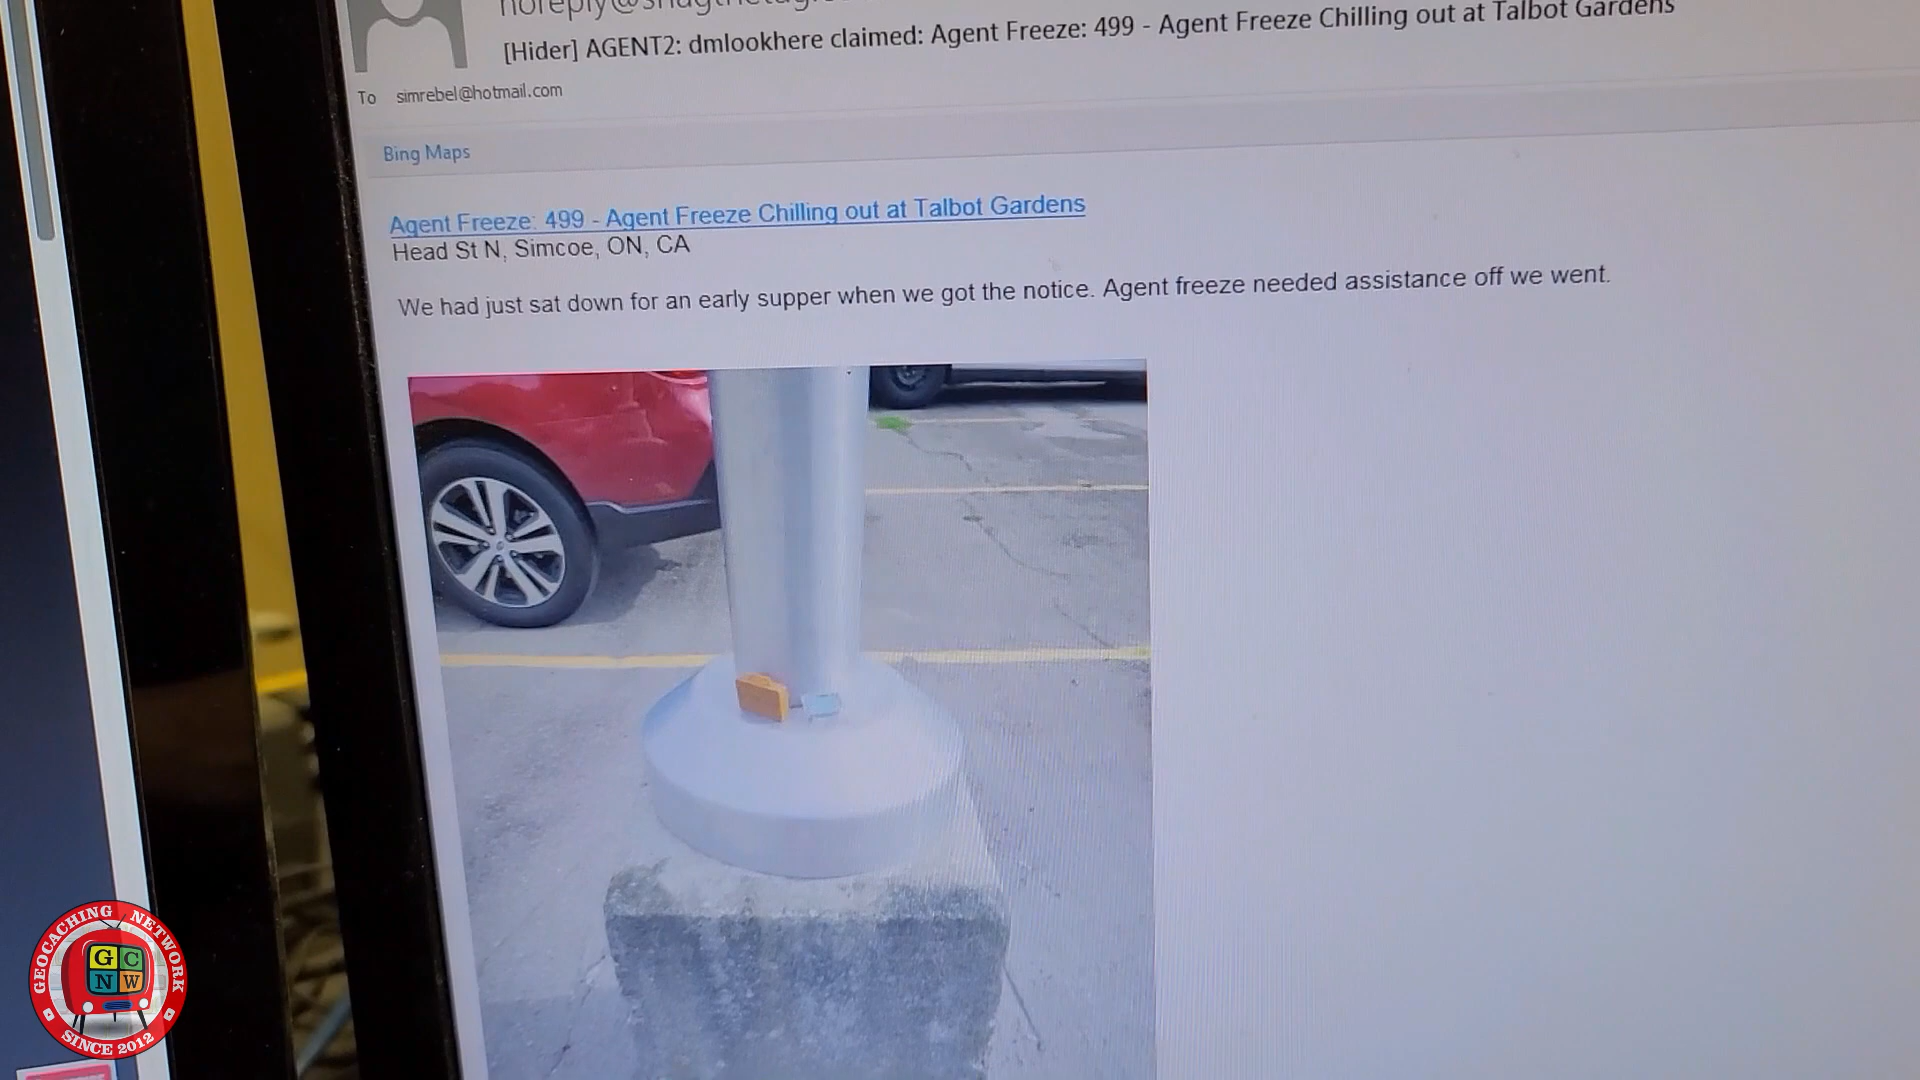 [Hider] AGENT2: dmlookhere claimed: Agent Freeze: 499 - Agent Freeze Chilling out at Talbot Gardens
To simrebel@hotmail.com
Bing Maps
Agent Freeze: 499 - Agent Freeze Chilling out at Talbot Gardens
Head St N, Simcoe, ON, CA
We had just sat down for an early supper when we got the notice. Agent freeze needed assistance off we went.
GEOCACHING NETWORK
G C
N W
SINCE 2012